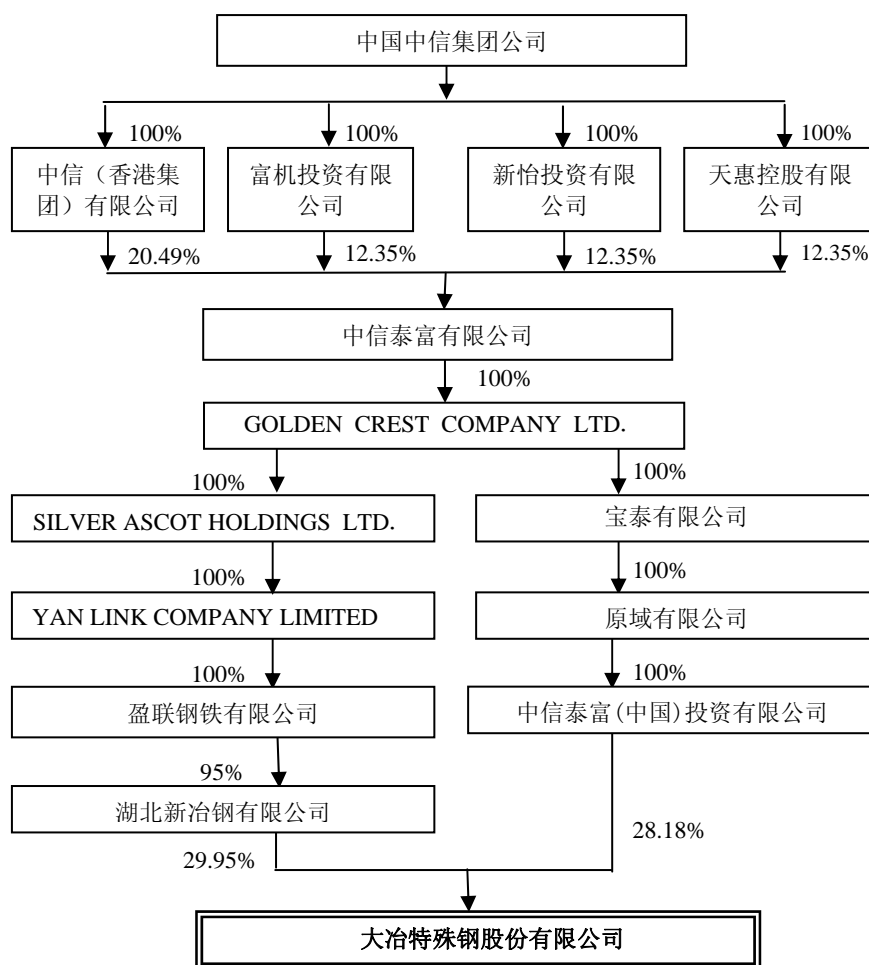 中国中信集团公司
100% 100% 100% 100%
中信（香港集
团）有限公司
富机投资有限
公司
新怡投资有限
公司
天惠控股有限
公司
20.49% 12.35% 12.35% 12.35%
中信泰富有限公司
100%
GOLDEN CREST COMPANY LTD.
100% 100%
SILVER ASCOT HOLDINGS LTD.
宝泰有限公司
100% 100%
YAN LINK COMPANY LIMITED
原域有限公司
100% 100%
盈联钢铁有限公司
中信泰富(中国)投资有限公司
95%
湖北新冶钢有限公司
28.18%
29.95%
大冶特殊钢股份有限公司